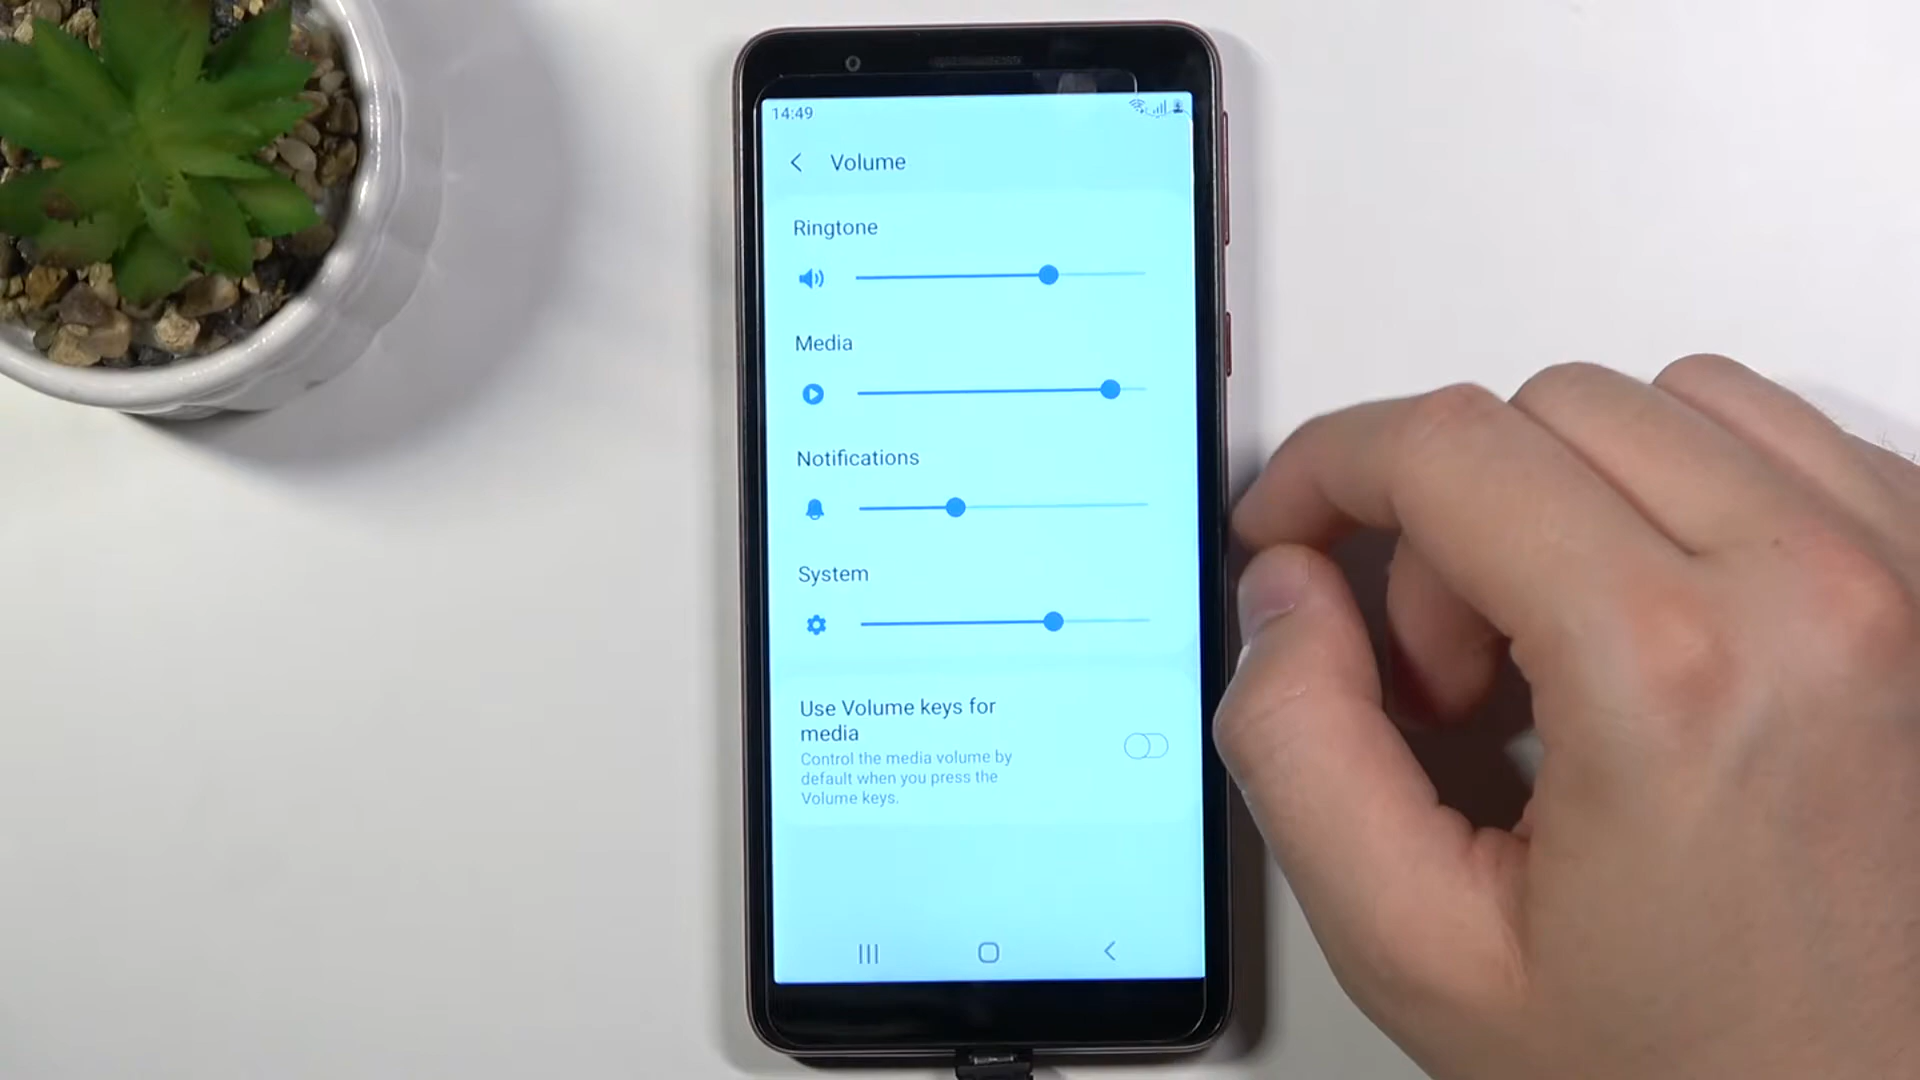 14:49
Volume
Ringtone
Media
Notifications
System
Use Volume keys for
media
Control the media volume by
default when you press the
Volume keys.